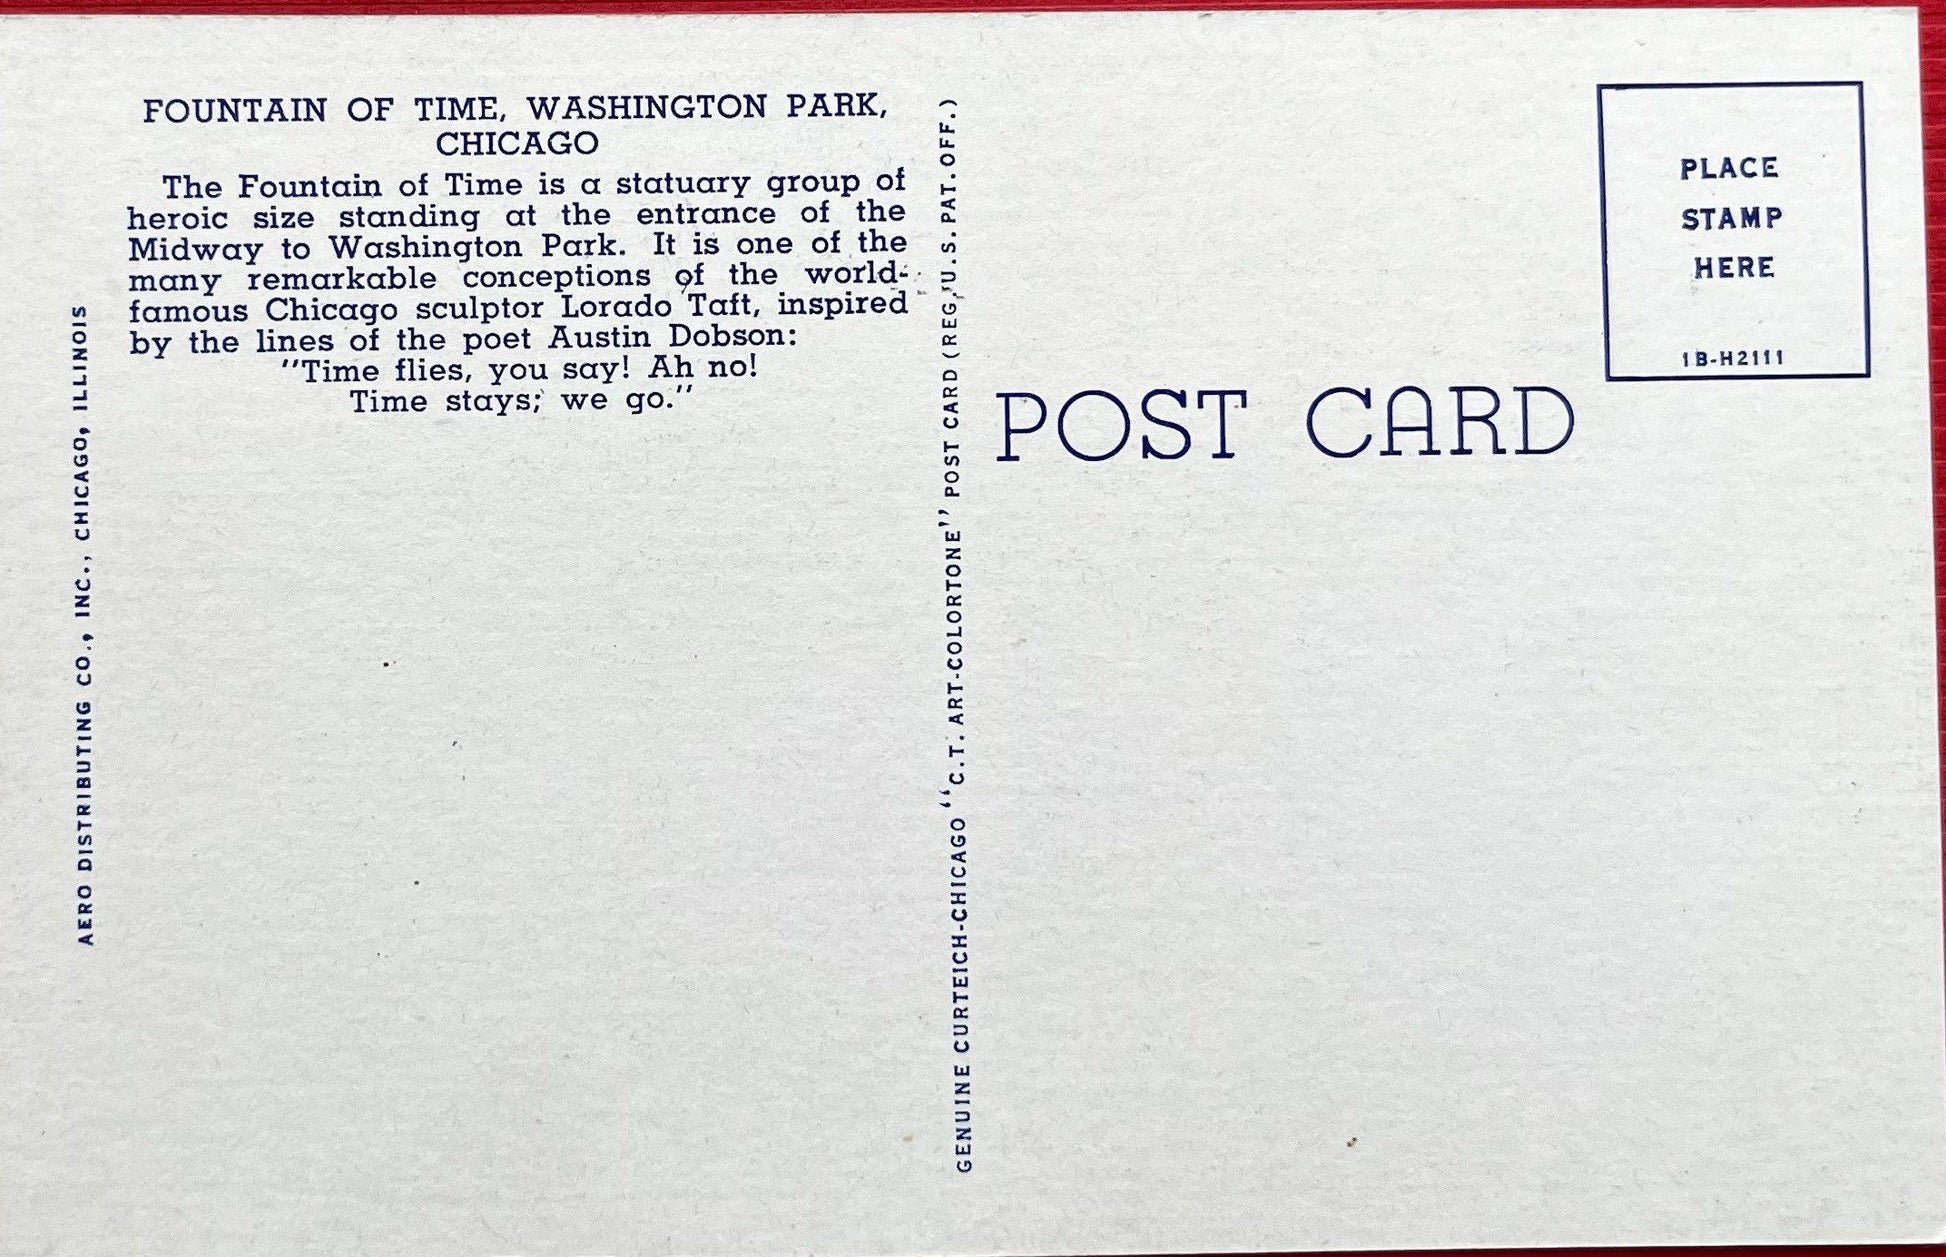 FOUNTAIN OF TIME, WASHINGTON PARK,
CHICAGO
The Fountain of Time is a statuary group of
heroic size standing at the entrance of the
Midway to Washington Park. It is one of the
many remarkable conceptions of the world-
famous Chicago sculptor Lorado Taft, inspired
by the lines of the poet Austin Dobson:
"Time flies, you say! Ah no!
Time stays; we go."
AERO DISTRIBUTING CO., INC., CHICAGO, ILLINOIS
GENUINE CURTEICH-CHICAGO "C.T. ART-COLORTONE" POST CARD (REG. U.S. PAT. OFF.)
POST CARD
PLACE
STAMP
HERE
1B-H2111